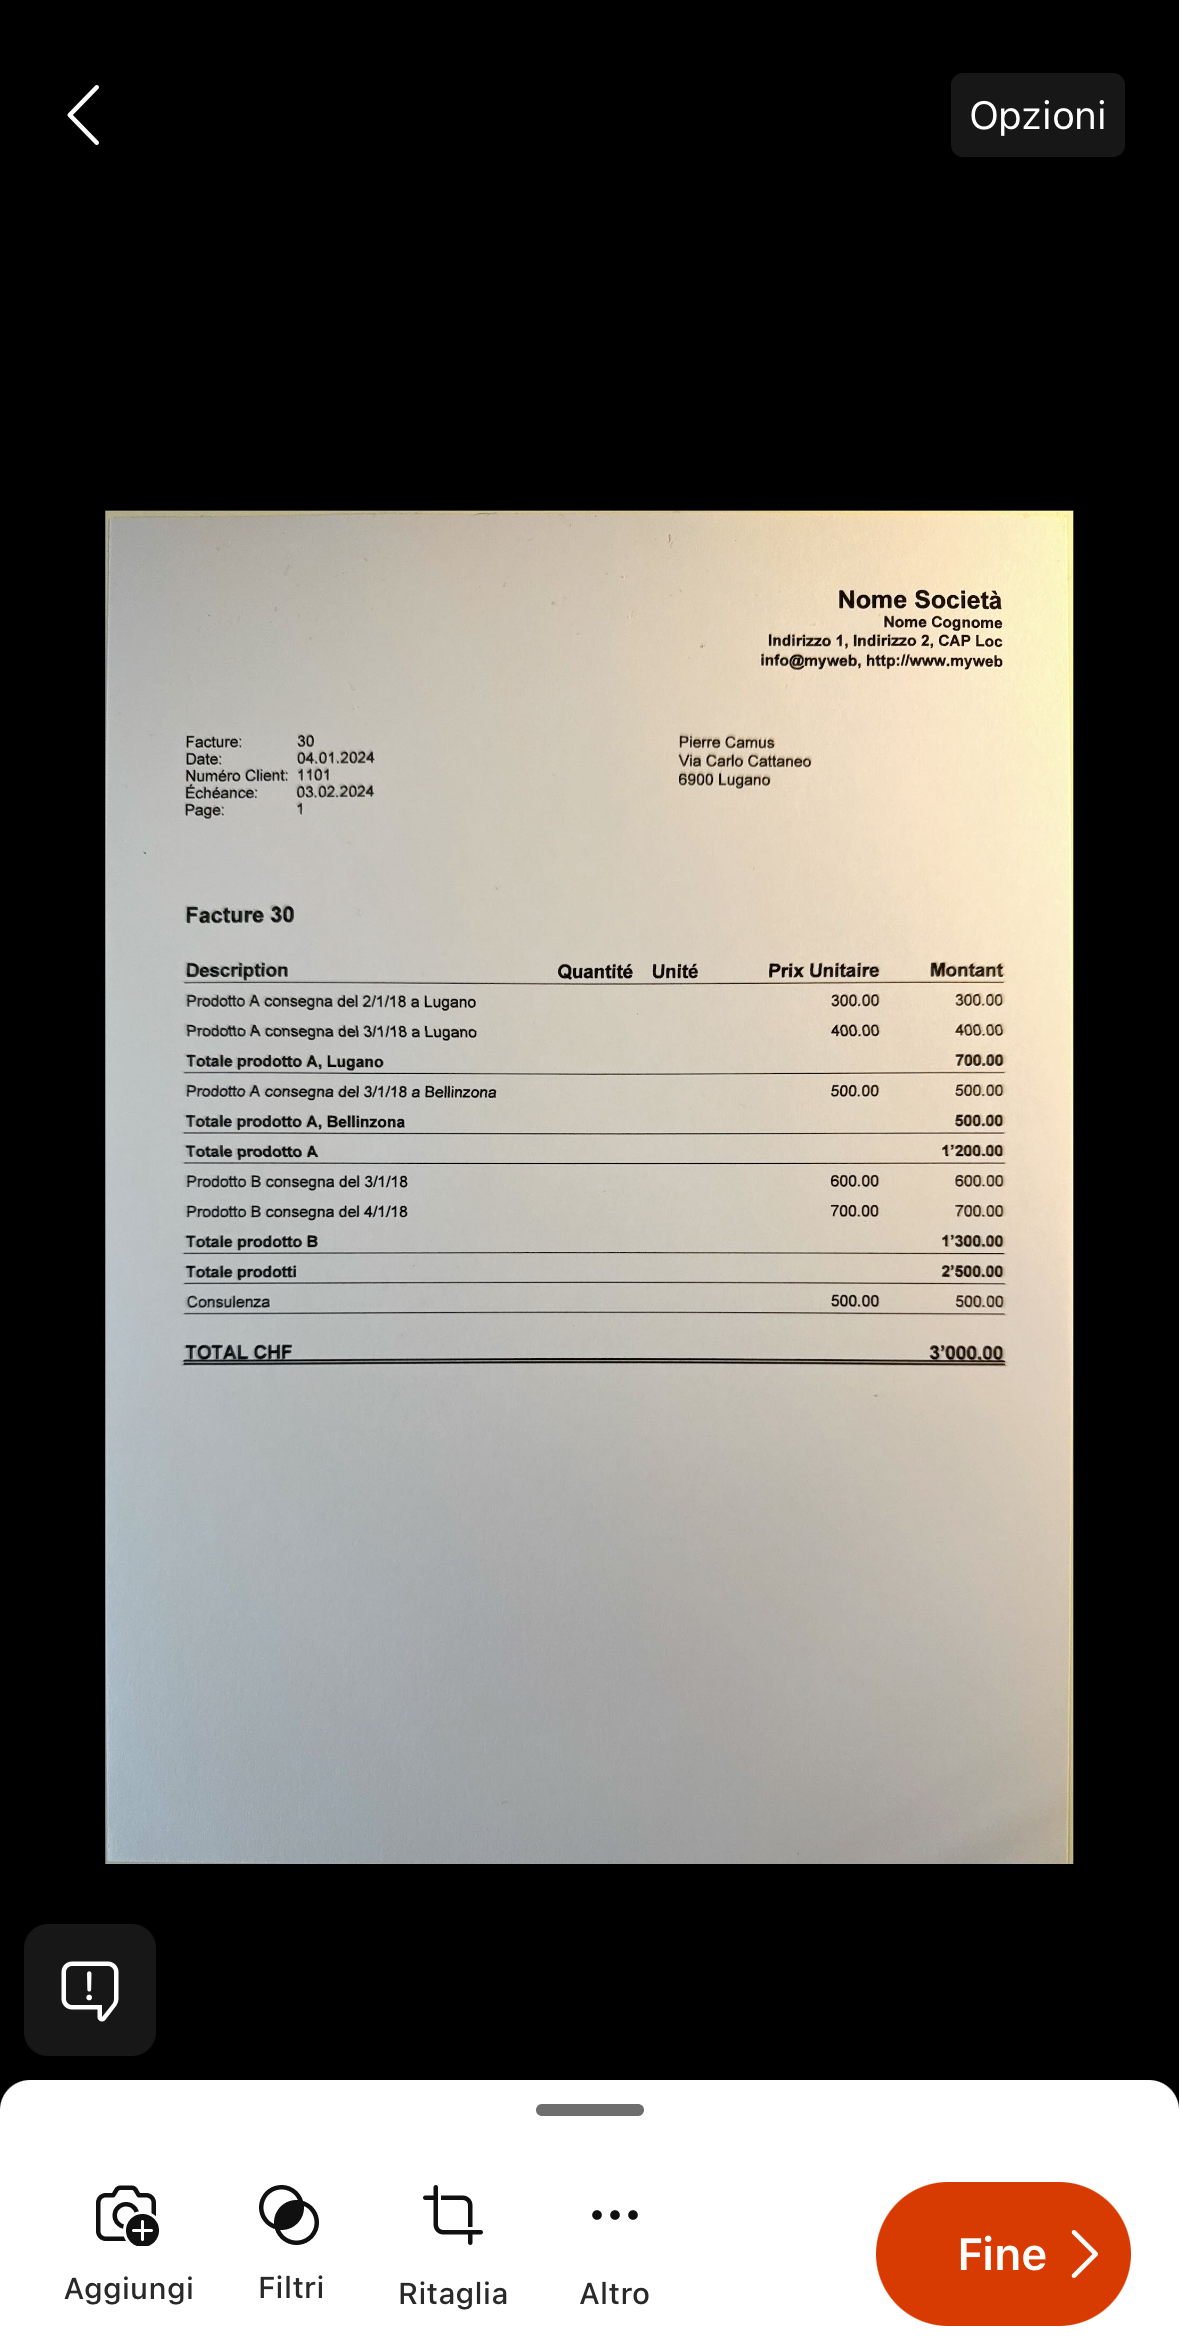 Opzioni
Nome Società
Nome Cognome
Indirizzo 1, Indirizzo 2, CAP Loc
info@myweb, http://www.myweb
Facture: 30
Date: 04.01.2024
Numéro Client: 1101
Échéance: 03.02.2024
Page: 1
Pierre Camus
Via Carlo Cattaneo
6900 Lugano
Facture 30
Description Quantité Unité Prix Unitaire Montant
Prodotto A consegna del 2/1/18 a Lugano 300.00 300.00
Prodotto A consegna del 3/1/18 a Lugano 400.00 400.00
Totale prodotto A, Lugano 700.00
Prodotto A consegna del 3/1/18 a Bellinzona 500.00 500.00
Totale prodotto A, Bellinzona 500.00
Totale prodotto A 1'200.00
Prodotto B consegna del 3/1/18 600.00 600.00
Prodotto B consegna del 4/1/18 700.00 700.00
Totale prodotto B 1'300.00
Totale prodotti 2'500.00
Consulenza 500.00 500.00
TOTAL CHF 3'000.00
Aggiungi
Filtri
Ritaglia
Altro
Fine